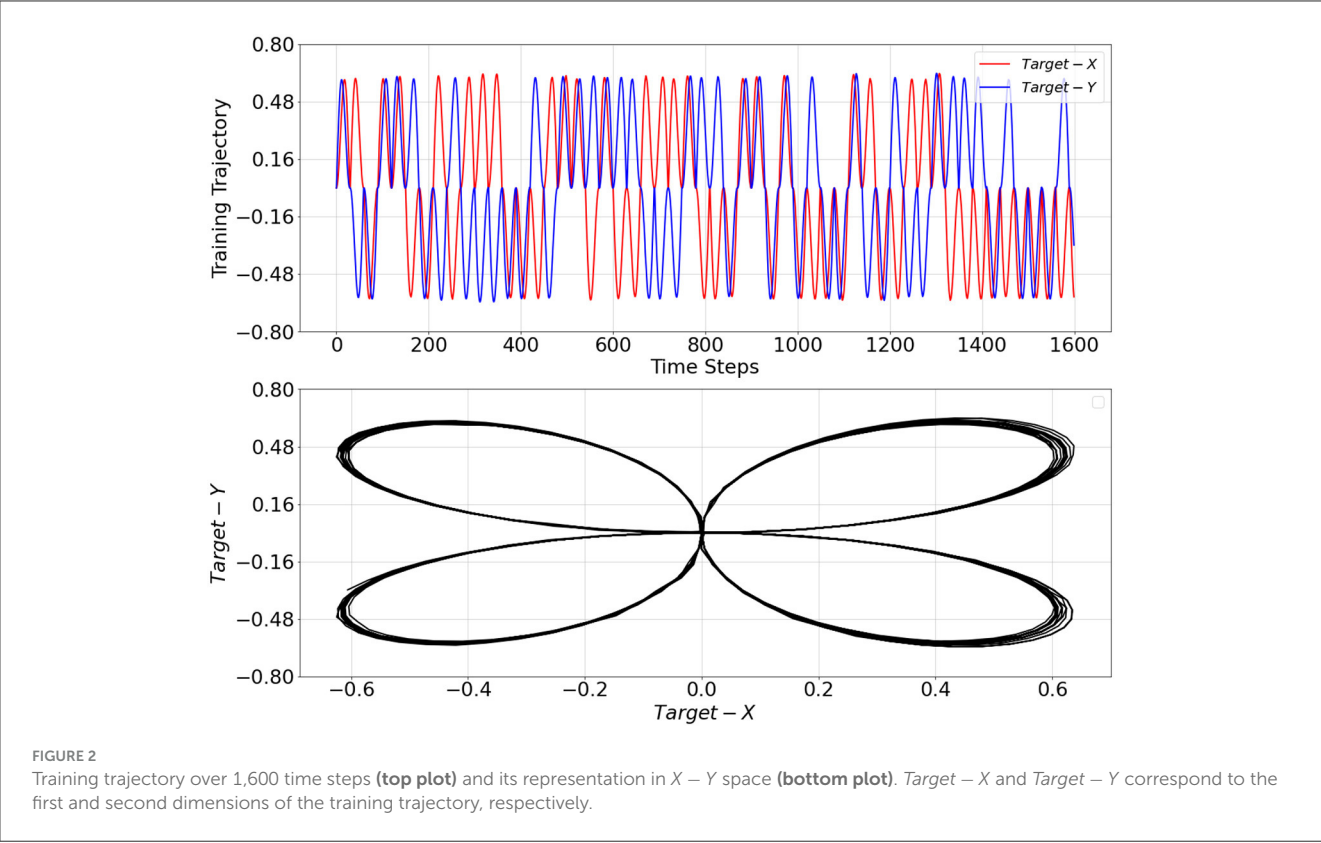 0.80
0.48
0.16
−0.16
−0.48
−0.80
Training Trajectory
Target − X
Target − Y
0 200 400 600 800 1000 1200 1400 1600
Time Steps
0.80
0.48
0.16
−0.16
−0.48
−0.80
Target − Y
−0.6 −0.4 −0.2 0.0 0.2 0.4 0.6
Target − X
FIGURE 2
Training trajectory over 1,600 time steps (top plot) and its representation in X − Y space (bottom plot). Target − X and Target − Y correspond to the
first and second dimensions of the training trajectory, respectively.